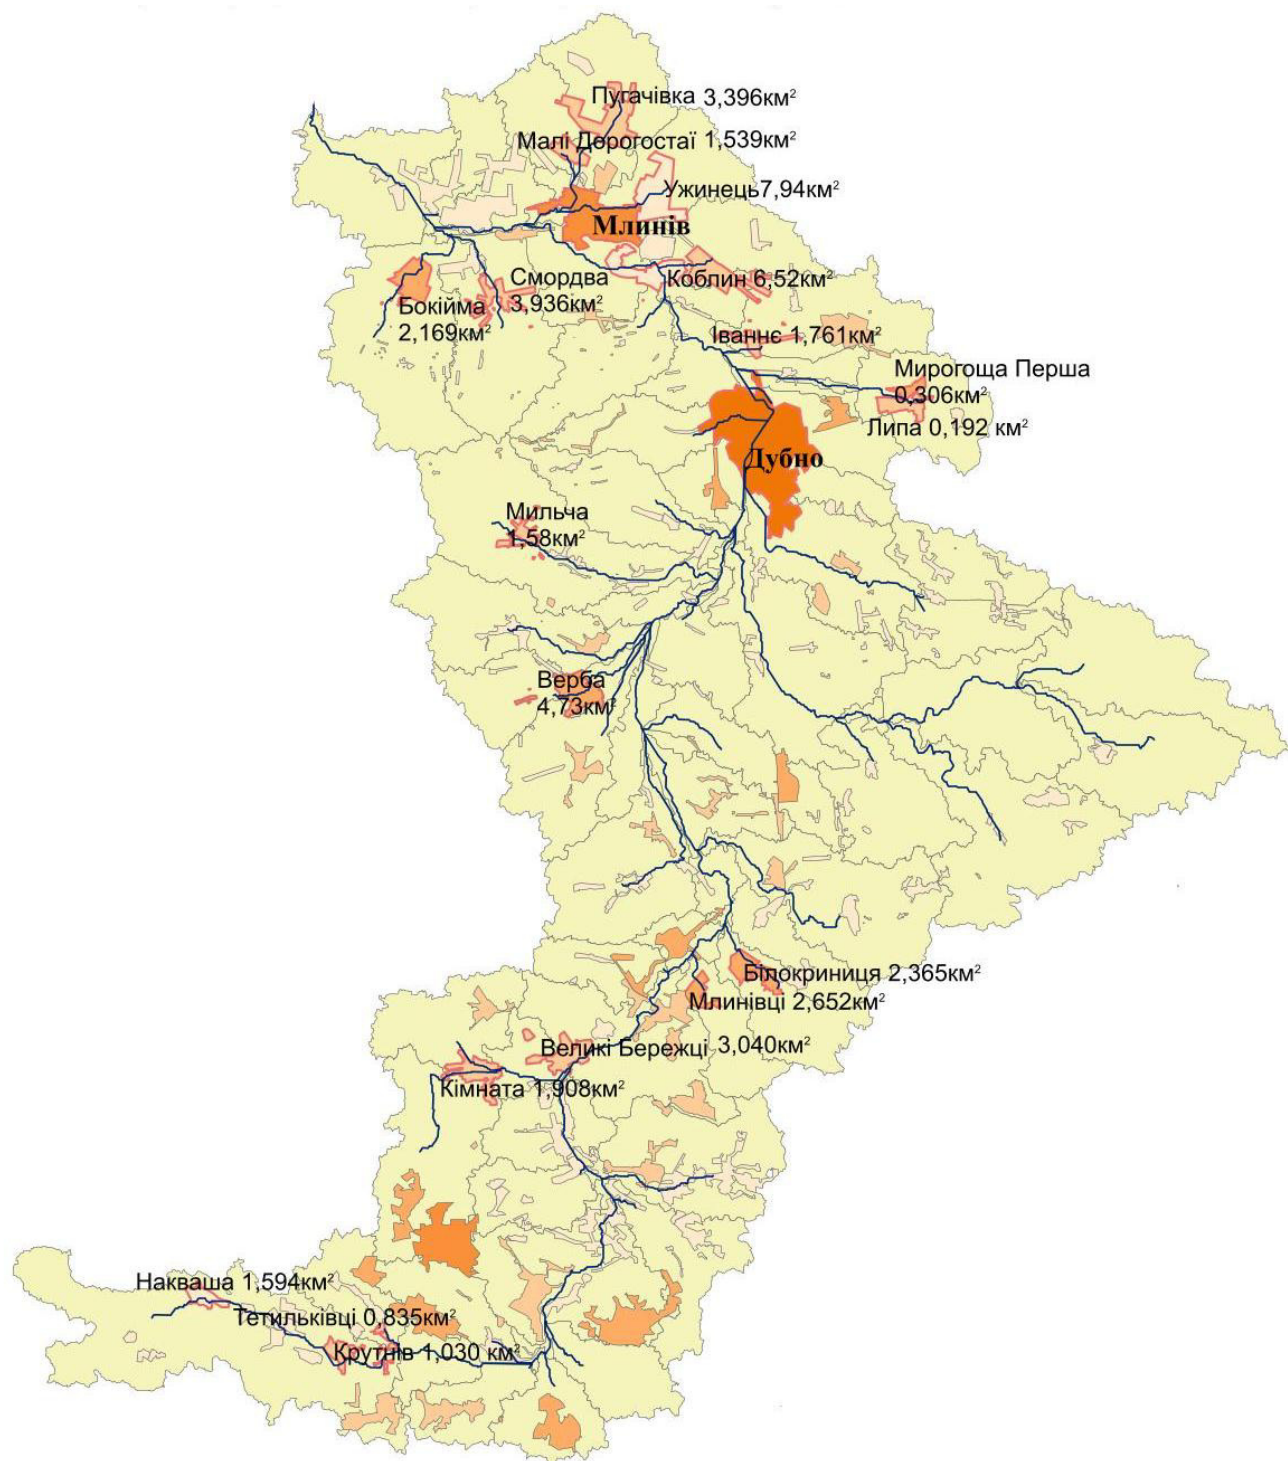 Пугачівка 3,396км²
Малі Дорогостаї 1,539км²
Ужинець7,94км²
Млинів
Коблин 6,52км²
Смордва
3,936км²
Бокійма
2,169км²
Іваннє 1,761км²
Мирогоща Перша
0,306км²
Липа 0,192 км²
Дубно
Мильча
1,58км²
Верба
4,73км²
Білокриниця 2,365км²
Млинівці 2,652км²
Великі Бережці 3,040км²
Кімната 1,908км²
Накваша 1,594км²
Тетильківці 0,835км²
Крутнів 1,030 км²